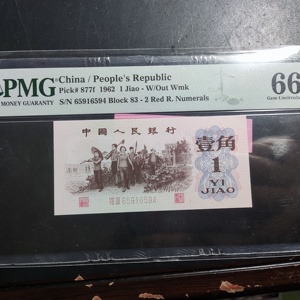 PMG
MONEY GUARANTY
China / People's Republic
Pick# 877f 1962 1 Jiao - W/Out Wmk
S/N 65916594 Block 83 - 2 Red R. Numerals
66
Gem Uncirculated
中國人民銀行
壹角
1
YI
JIAO
65916594